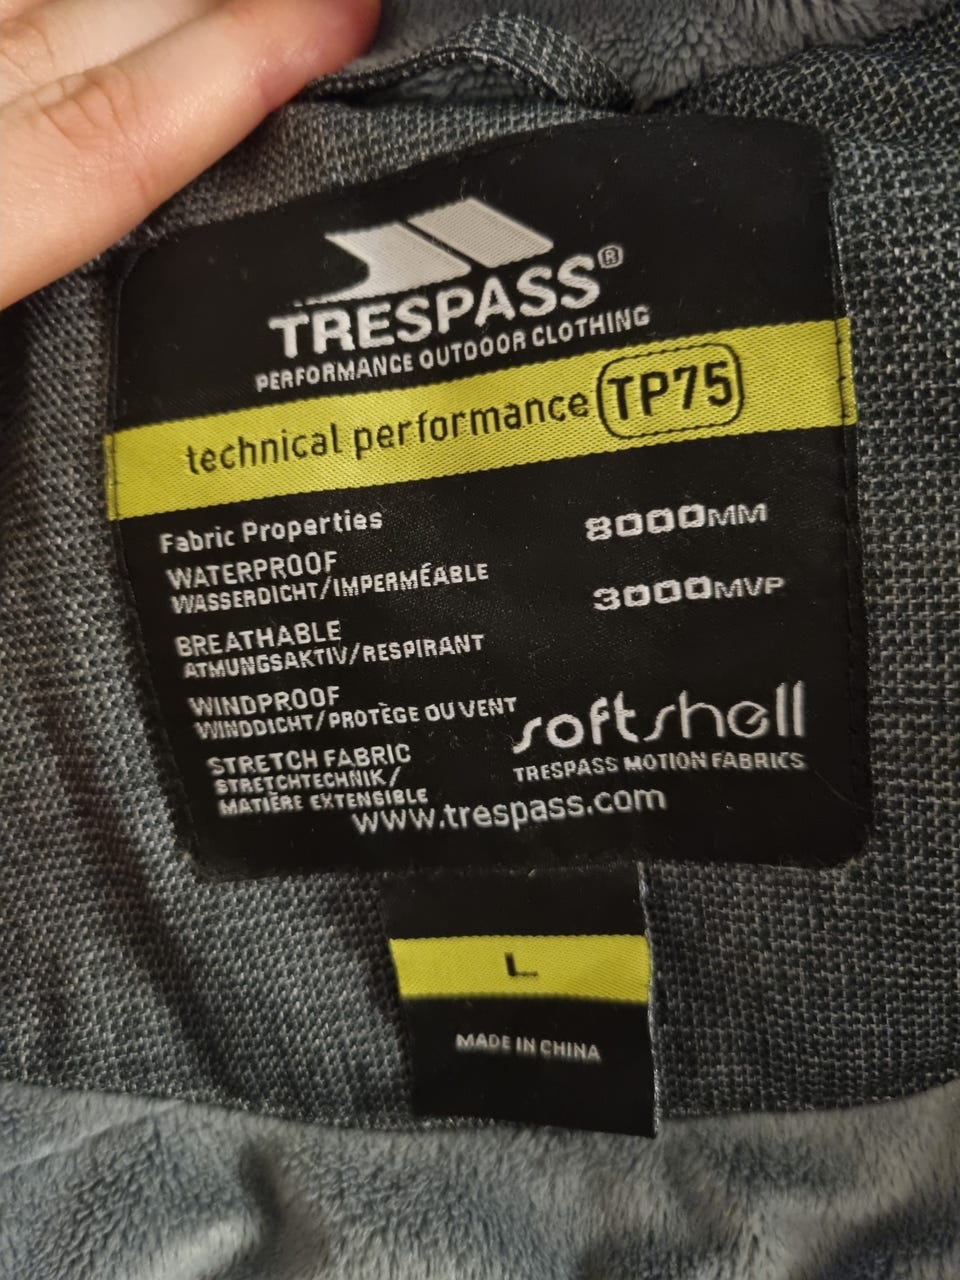 TRESPASS®
PERFORMANCE OUTDOOR CLOTHING
technical performance TP75
Fabric Properties
WATERPROOF 8000MM
WASSERDICHT/IMPERMÉABLE
BREATHABLE 3000MVP
ATMUNGSAKTIV/RESPIRANT
WINDPROOF
WINDDICHT/PROTÈGE OU VENT
softshell
TRESPASS MOTION FABRICS
STRETCH FABRIC
STRETCHTECHNIK/
MATIÈRE EXTENSIBLE
www.trespass.com
L
MADE IN CHINA